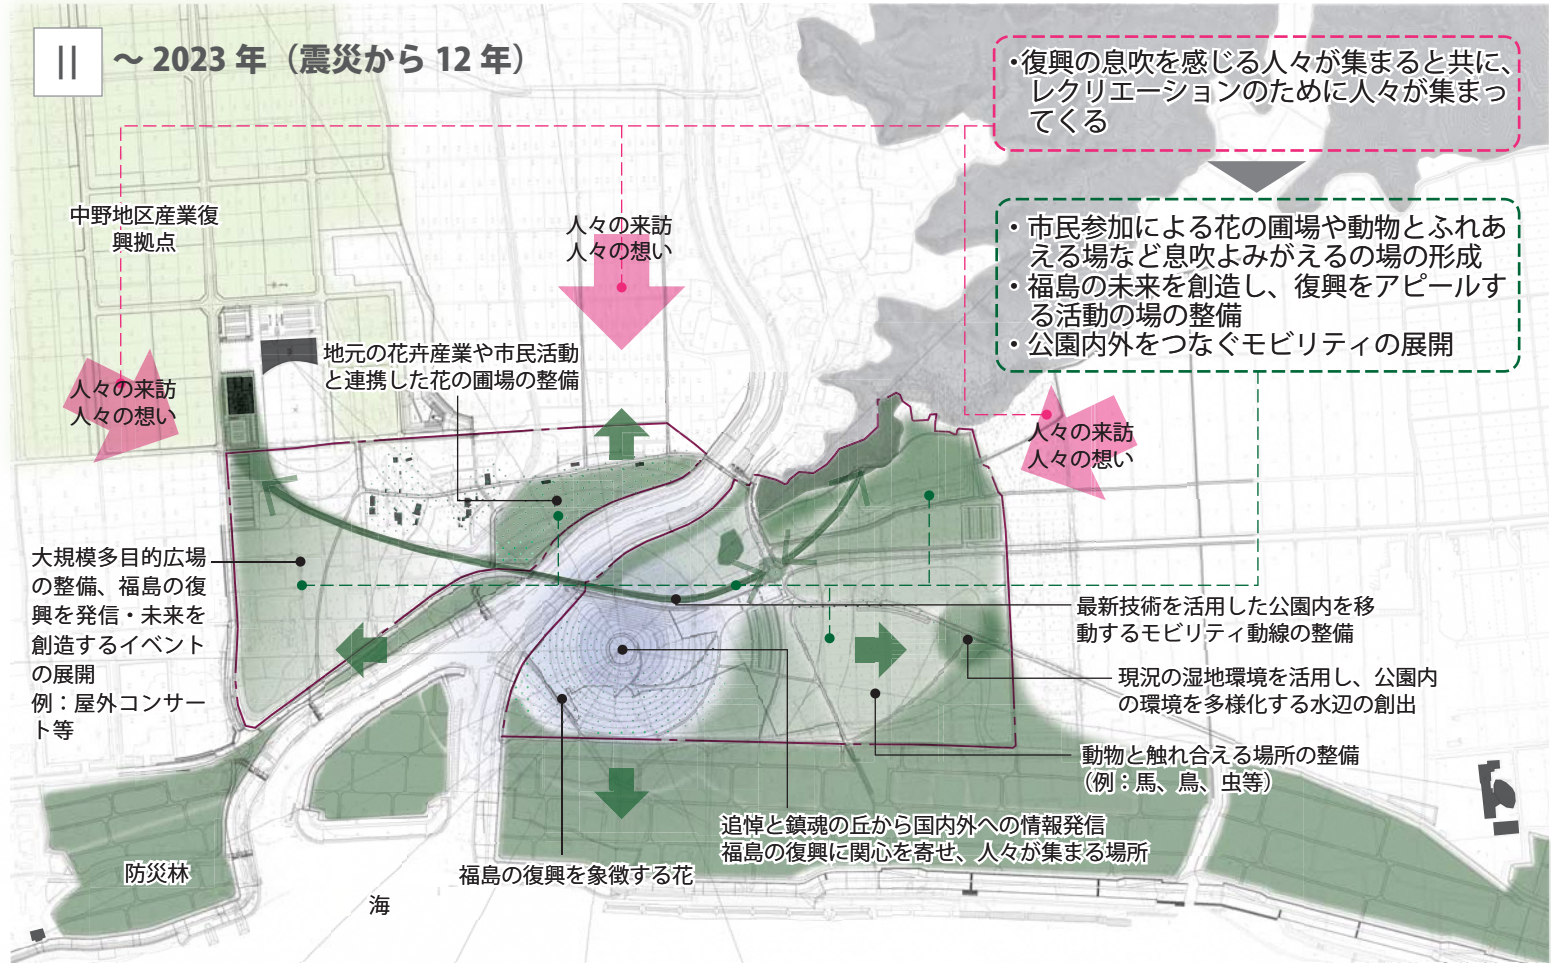 II
～ 2023 年（震災から 12 年）
・復興の息吹を感じる人々が集まると共に、
レクリエーションのために人々が集まっ
てくる
・市民参加による花の圃場や動物とふれあ
える場など息吹よみがえるの場の形成
・福島の未来を創造し、復興をアピールす
る活動の場の整備
・公園内外をつなぐモビリティの展開
中野地区産業復
興拠点
人々の来訪
人々の想い
地元の花卉産業や市民活動
と連携した花の圃場の整備
人々の来訪
人々の想い
人々の来訪
人々の想い
大規模多目的広場
の整備、福島の復
興を発信・未来を
創造するイベント
の展開
例：屋外コンサー
ト等
最新技術を活用した公園内を移
動するモビリティ動線の整備
現況の湿地環境を活用し、公園内
の環境を多様化する水辺の創出
動物と触れ合える場所の整備
（例：馬、鳥、虫等）
追悼と鎮魂の丘から国内外への情報発信
福島の復興に関心を寄せ、人々が集まる場所
福島の復興を象徴する花
防災林
海